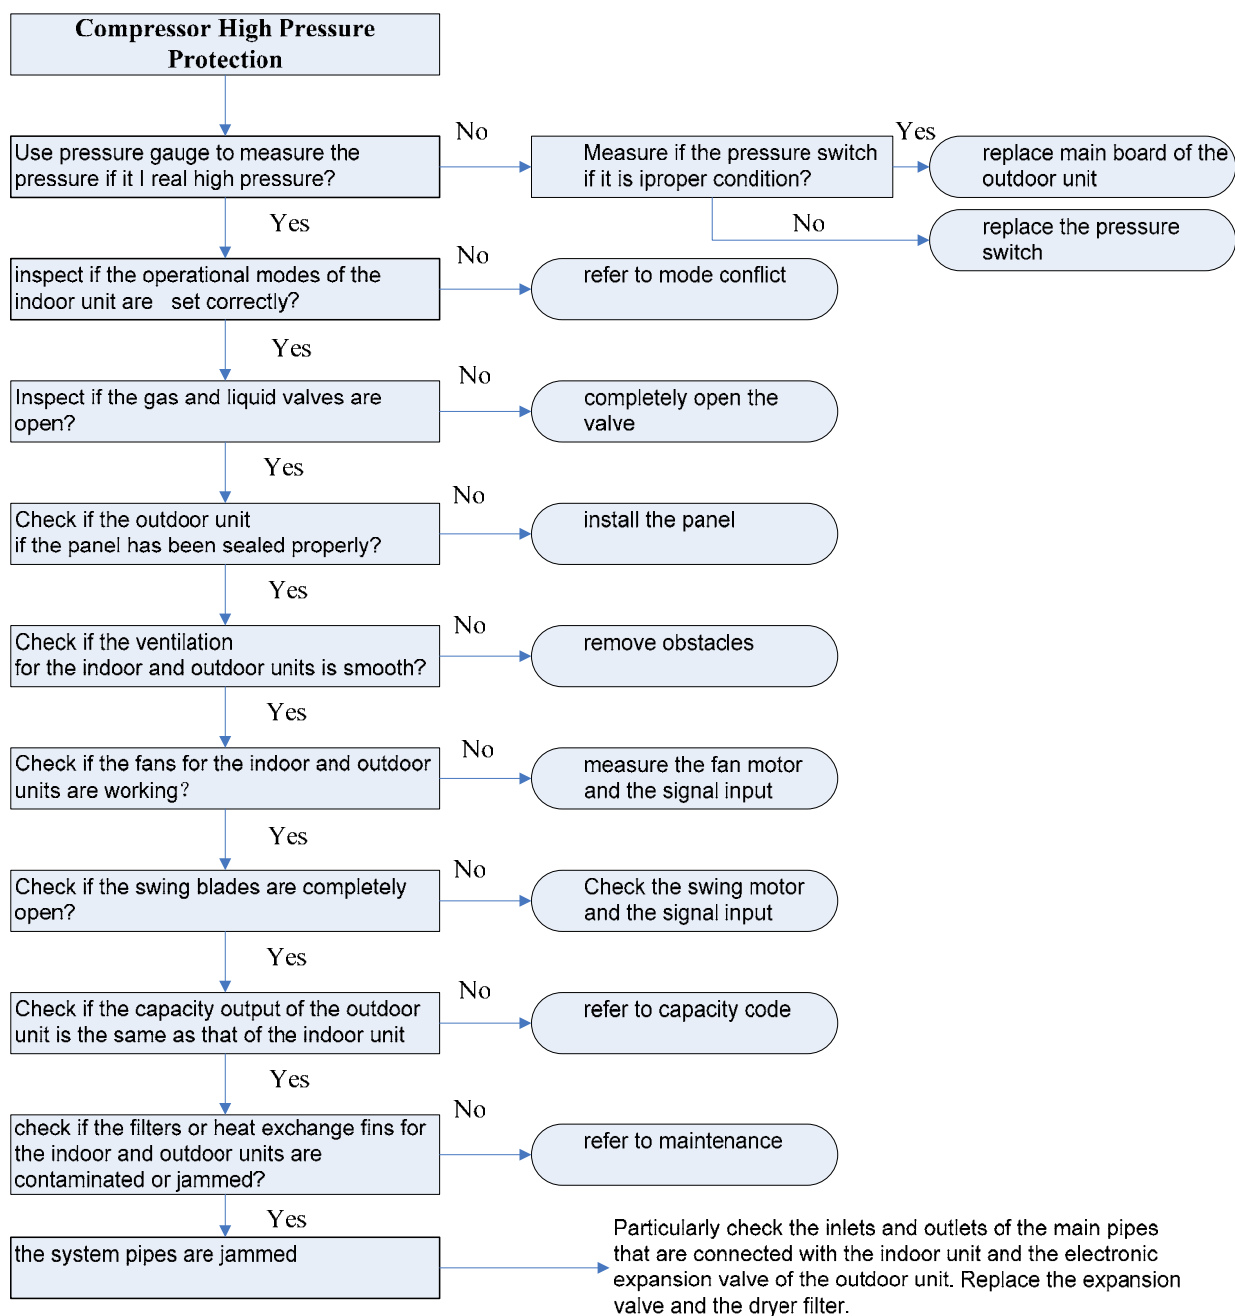 Compressor High Pressure
Protection
No
Yes
Use pressure gauge to measure the
pressure if it I real high pressure?
Measure if the pressure switch
if it is iproper condition?
replace main board of the
outdoor unit
Yes
No
replace the pressure
switch
No
inspect if the operational modes of the
indoor unit are set correctly?
refer to mode conflict
Yes
No
Inspect if the gas and liquid valves are
open?
completely open the
valve
Yes
No
Check if the outdoor unit
if the panel has been sealed properly?
install the panel
Yes
No
Check if the ventilation
for the indoor and outdoor units is smooth?
remove obstacles
Yes
No
Check if the fans for the indoor and outdoor
units are working?
measure the fan motor
and the signal input
Yes
No
Check if the swing blades are completely
open?
Check the swing motor
and the signal input
Yes
No
Check if the capacity output of the outdoor
unit is the same as that of the indoor unit
refer to capacity code
Yes
No
check if the filters or heat exchange fins for
the indoor and outdoor units are
contaminated or jammed?
refer to maintenance
Yes
the system pipes are jammed
Particularly check the inlets and outlets of the main pipes
that are connected with the indoor unit and the electronic
expansion valve of the outdoor unit. Replace the expansion
valve and the dryer filter.